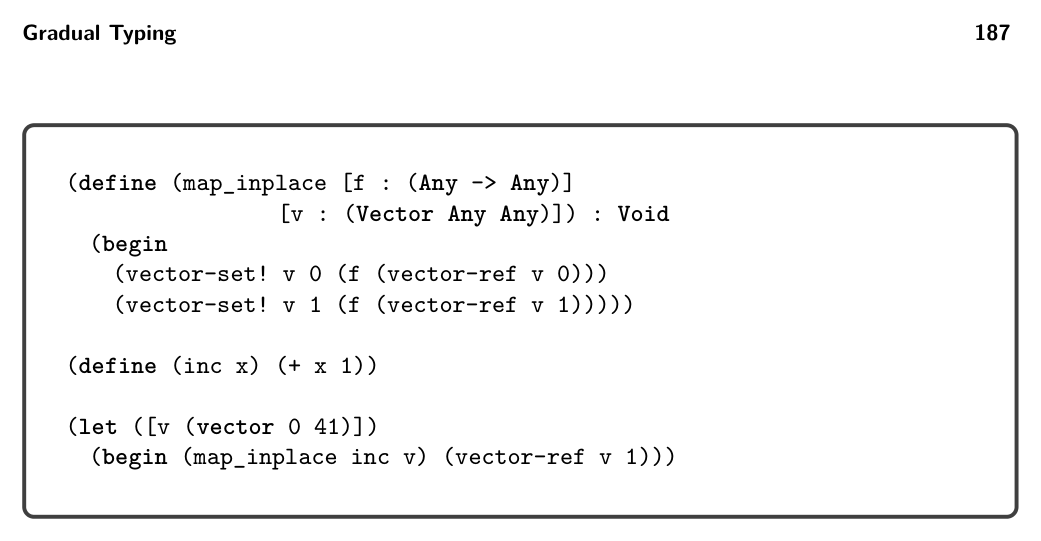 Gradual Typing 187
(define (map_inplace [f : (Any -> Any)]
[v : (Vector Any Any)]) : Void
(begin
(vector-set! v 0 (f (vector-ref v 0)))
(vector-set! v 1 (f (vector-ref v 1)))))
(define (inc x) (+ x 1))
(let ([v (vector 0 41)])
(begin (map_inplace inc v) (vector-ref v 1)))